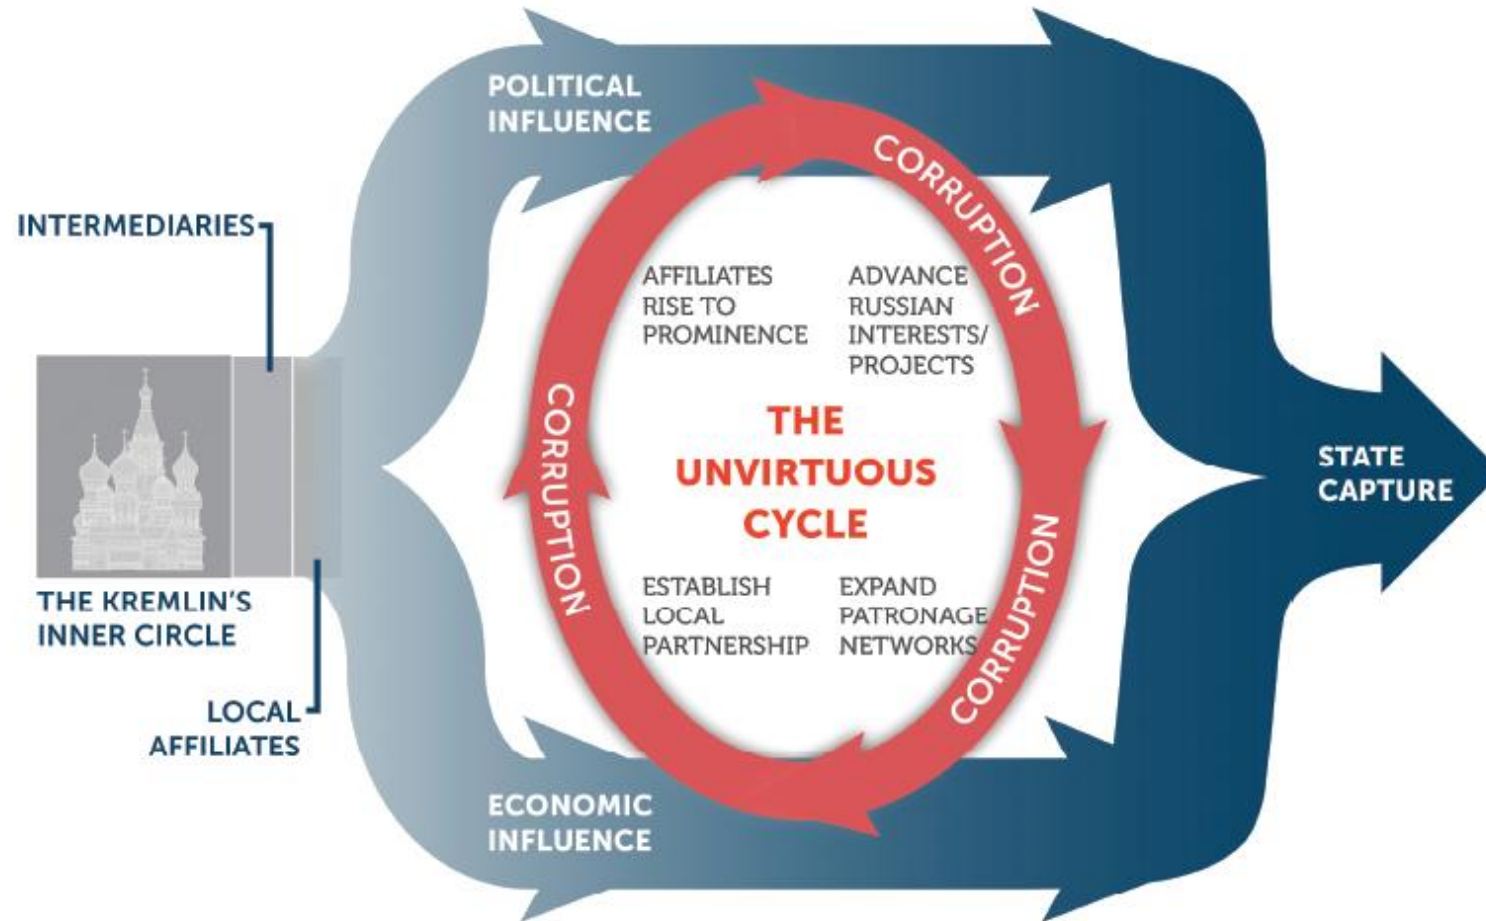 POLITICAL
INFLUENCE
CORRUPTION
INTERMEDIARIES
AFFILIATES
RISE TO
PROMINENCE
ADVANCE
RUSSIAN
INTERESTS/
PROJECTS
CORRUPTION
THE
UNVIRTUOUS
CYCLE
STATE
CAPTURE
THE KREMLIN'S
INNER CIRCLE
ESTABLISH
LOCAL
PARTNERSHIP
EXPAND
PATRONAGE
NETWORKS
CORRUPTION
LOCAL
AFFILIATES
ECONOMIC
INFLUENCE